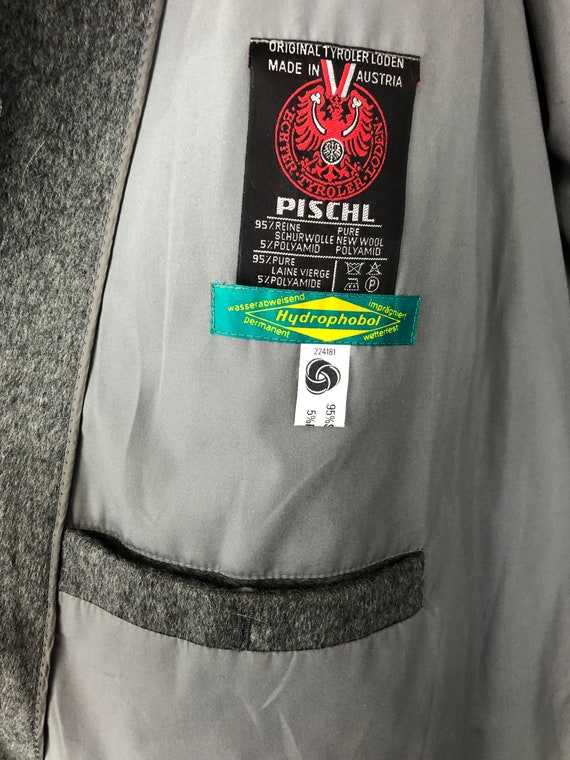 ORIGINAL TYROLER LODEN
MADE IN AUSTRIA
ECHTER·TYROLER·LODEN
PISCHL
95% REINE PURE
SCHURWOLLE NEW WOOL
5% POLYAMID POLYAMID
95% PURE
LAINE VIERGE
5% POLYAMIDE
P
wasserabweisend imprägniert
Hydrophobol
permanent wetterfest
224181
95%
5%